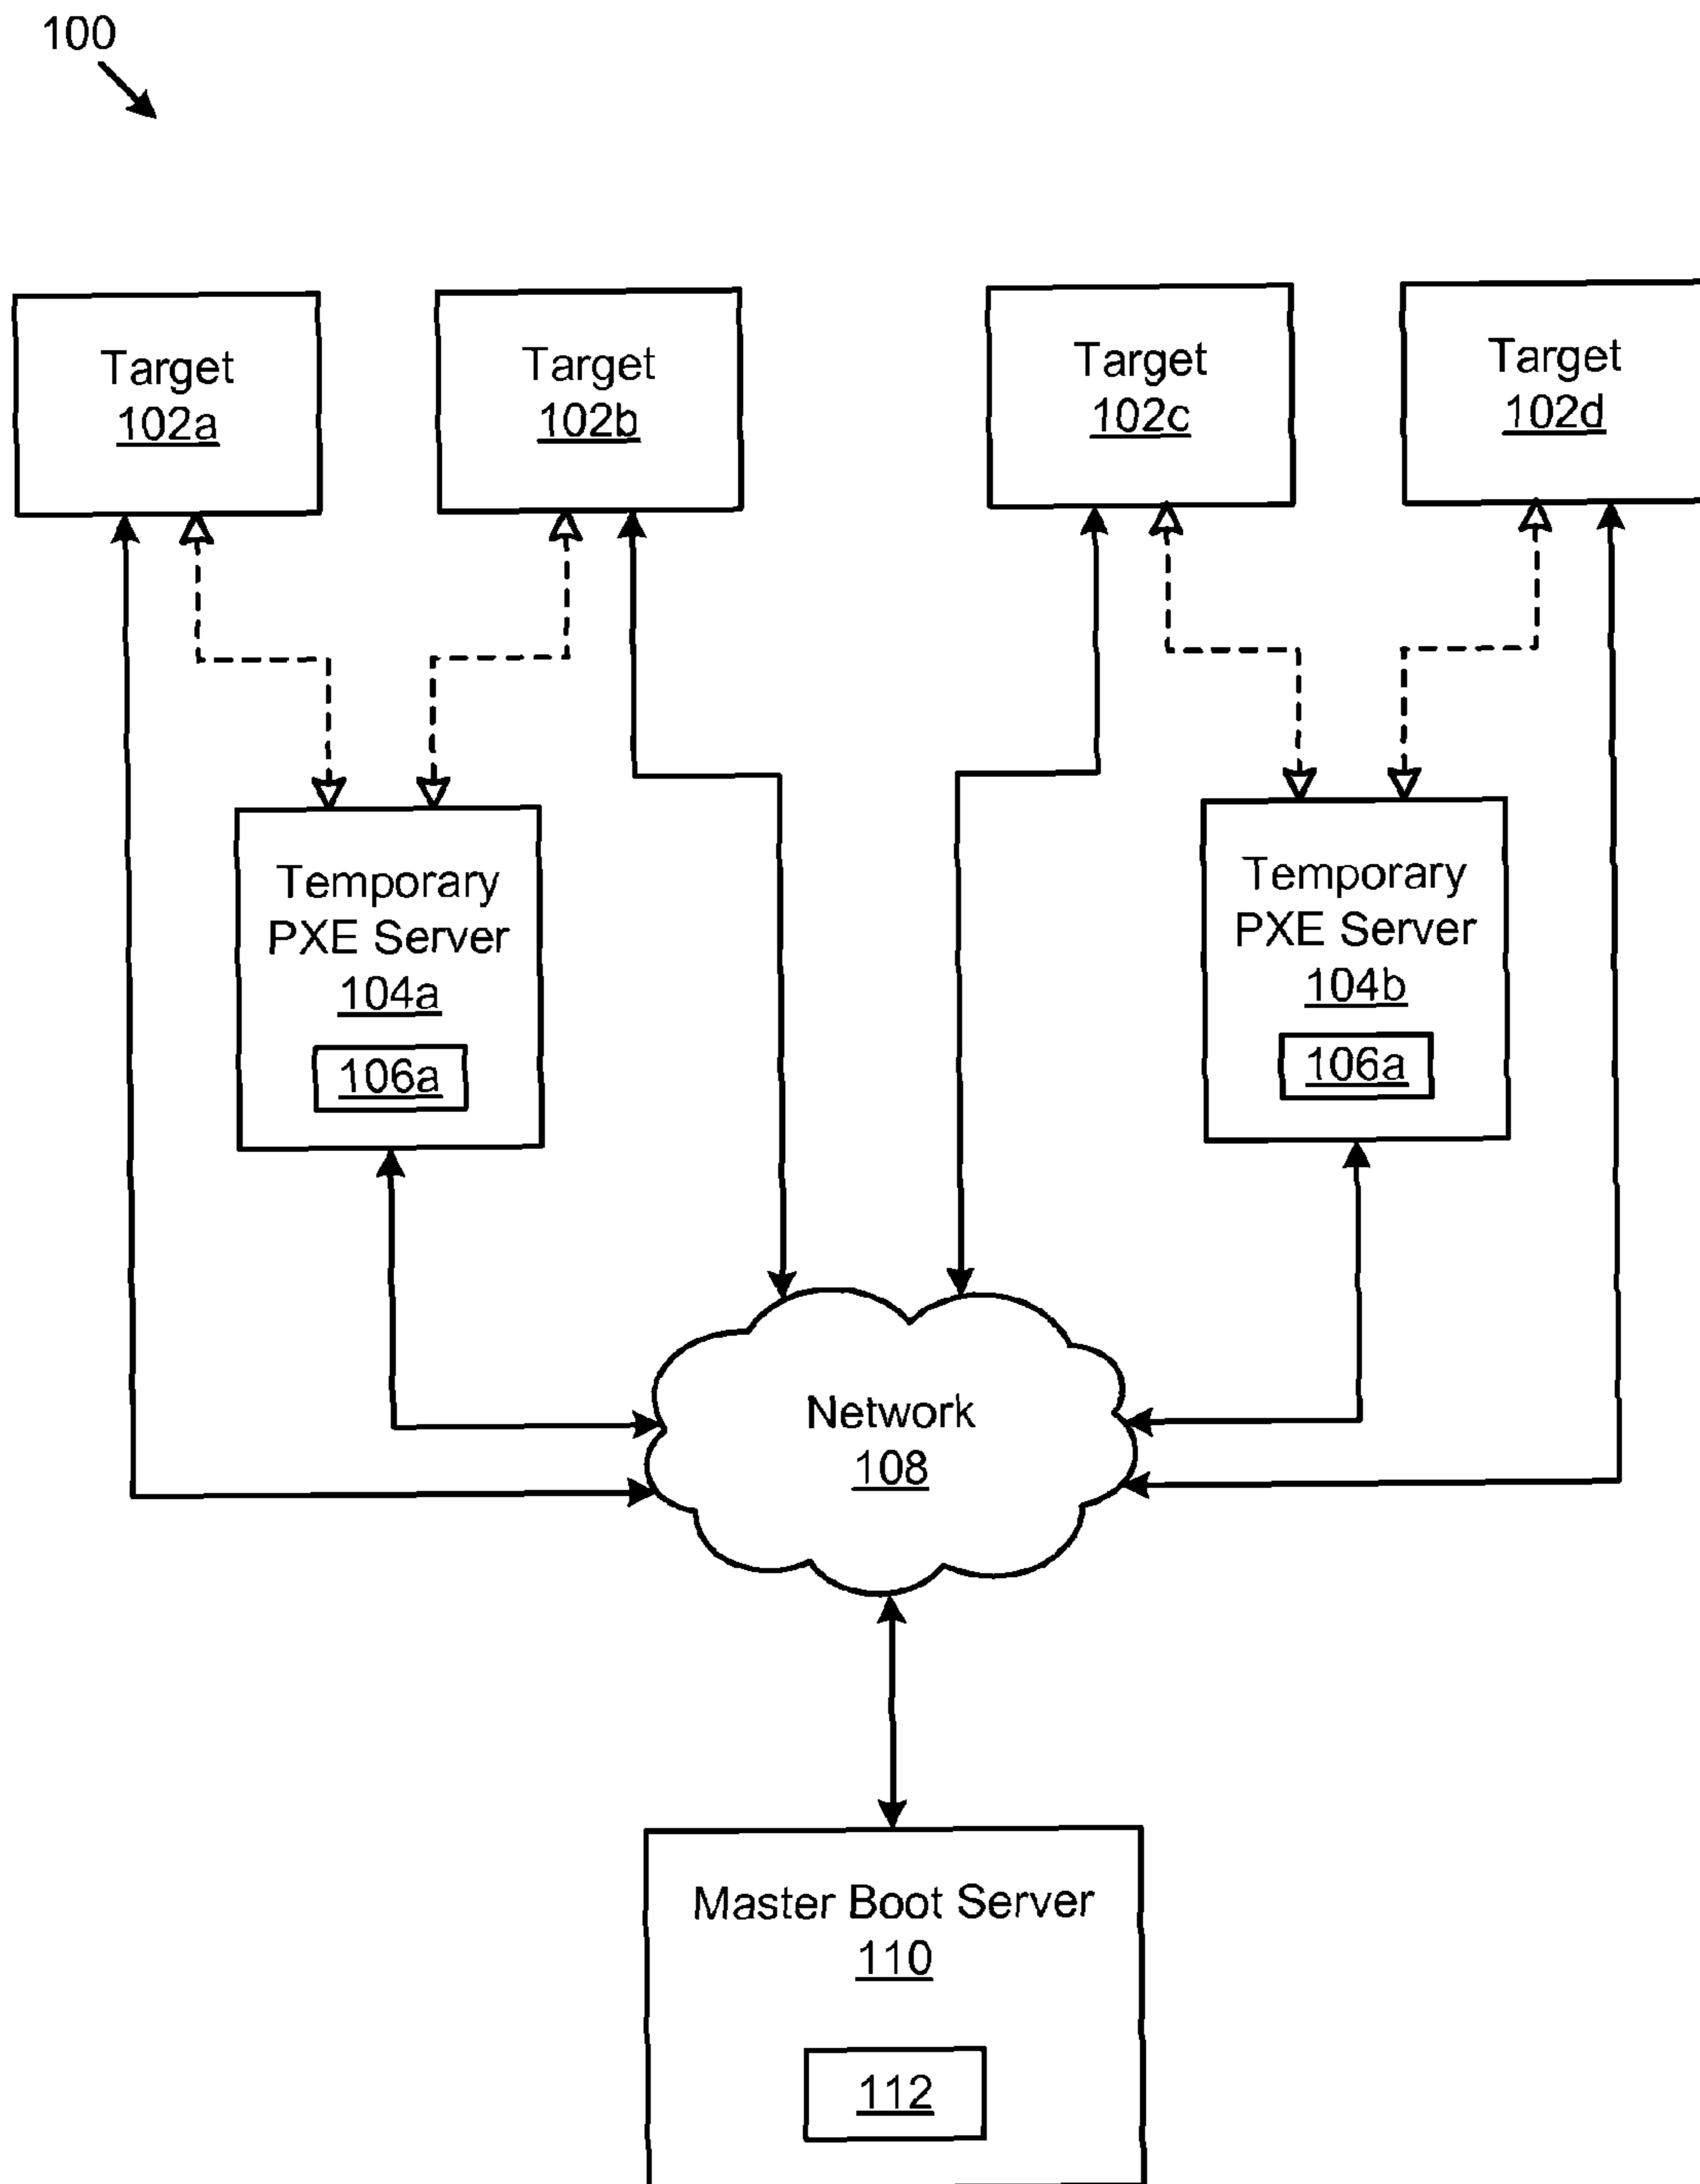 100
Target
102a
Target
102b
Target
102c
Target
102d
Temporary
PXE Server
104a
106a
Temporary
PXE Server
104b
106a
Network
108
Master Boot Server
110
112